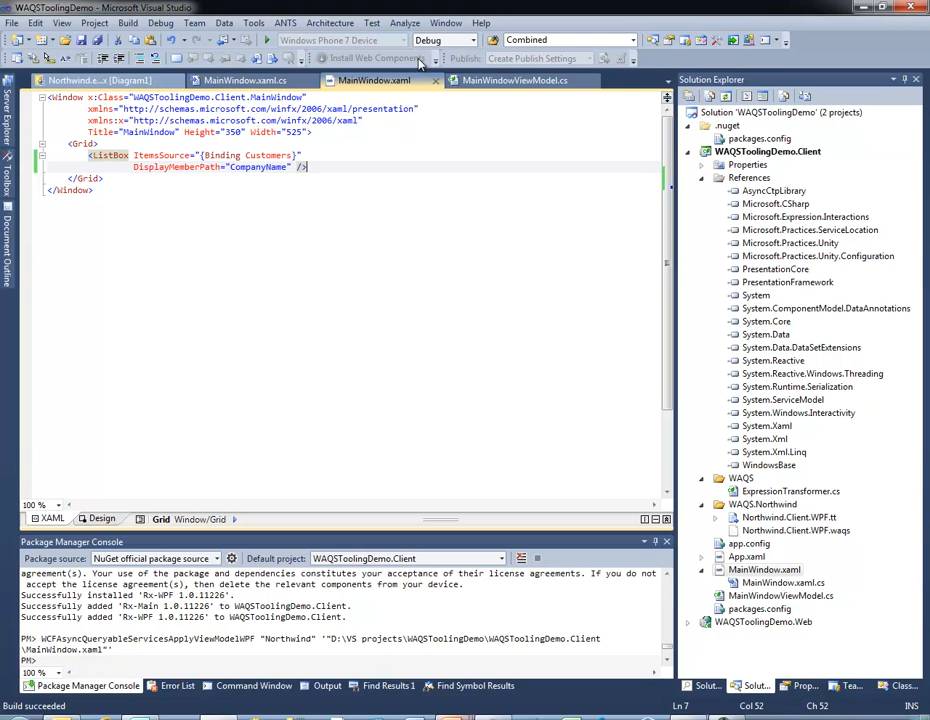 WAQSToolingDemo - Microsoft Visual Studio
File Edit View Project Build Debug Team Data Tools ANTS Architecture Test Analyze Window Help
Windows Phone 7 Device Debug Combined
Install Web Components Publish: Create Publish Settings
Northwind.e... [Diagram1] MainWindow.xaml.cs MainWindow.xaml MainWindowViewModel.cs
Server Explorer
Toolbox
Document Outline
<Window x:Class="WAQSToolingDemo.Client.MainWindow"
xmlns="http://schemas.microsoft.com/winfx/2006/xaml/presentation"
xmlns:x="http://schemas.microsoft.com/winfx/2006/xaml"
Title="MainWindow" Height="350" Width="525">
<Grid>
<ListBox ItemsSource="{Binding Customers}"
DisplayMemberPath="CompanyName" />
</Grid>
</Window>
100 %
XAML Design Grid Window/Grid
Package Manager Console
Package source: NuGet official package source Default project: WAQSToolingDemo.Client
agreement(s). Your use of the package and dependencies constitutes your acceptance of their license agreements. If you do not
accept the license agreement(s), then delete the relevant components from your device.
Successfully installed 'Rx-WPF 1.0.11226'.
Successfully added 'Rx-Main 1.0.11226' to WAQSToolingDemo.Client.
Successfully added 'Rx-WPF 1.0.11226' to WAQSToolingDemo.Client.
PM> WCFAsyncQueryableServicesApplyViewModelWPF "Northwind" '"D:\VS projects\WAQSToolingDemo\WAQSToolingDemo.Client
\MainWindow.xaml"'
PM>
100 %
Package Manager Console Error List Command Window Output Find Results 1 Find Symbol Results
Build succeeded
Ln 7 Col 52 Ch 52 INS
Solution Explorer
Solution 'WAQSToolingDemo' (2 projects)
.nuget
packages.config
WAQSToolingDemo.Client
Properties
References
AsyncCtpLibrary
Microsoft.CSharp
Microsoft.Expression.Interactions
Microsoft.Practices.ServiceLocation
Microsoft.Practices.Unity
Microsoft.Practices.Unity.Configuration
PresentationCore
PresentationFramework
System
System.ComponentModel.DataAnnotations
System.Core
System.Data
System.Data.DataSetExtensions
System.Reactive
System.Reactive.Windows.Threading
System.Runtime.Serialization
System.ServiceModel
System.Windows.Interactivity
System.Xaml
System.Xml
System.Xml.Linq
WindowsBase
WAQS
ExpressionTransformer.cs
WAQS.Northwind
Northwind.Client.WPF.tt
Northwind.Client.WPF.waqs
app.config
App.xaml
MainWindow.xaml
MainWindow.xaml.cs
MainWindowViewModel.cs
packages.config
WAQSToolingDemo.Web
Solut... Solut... Prop... Tea... Class...